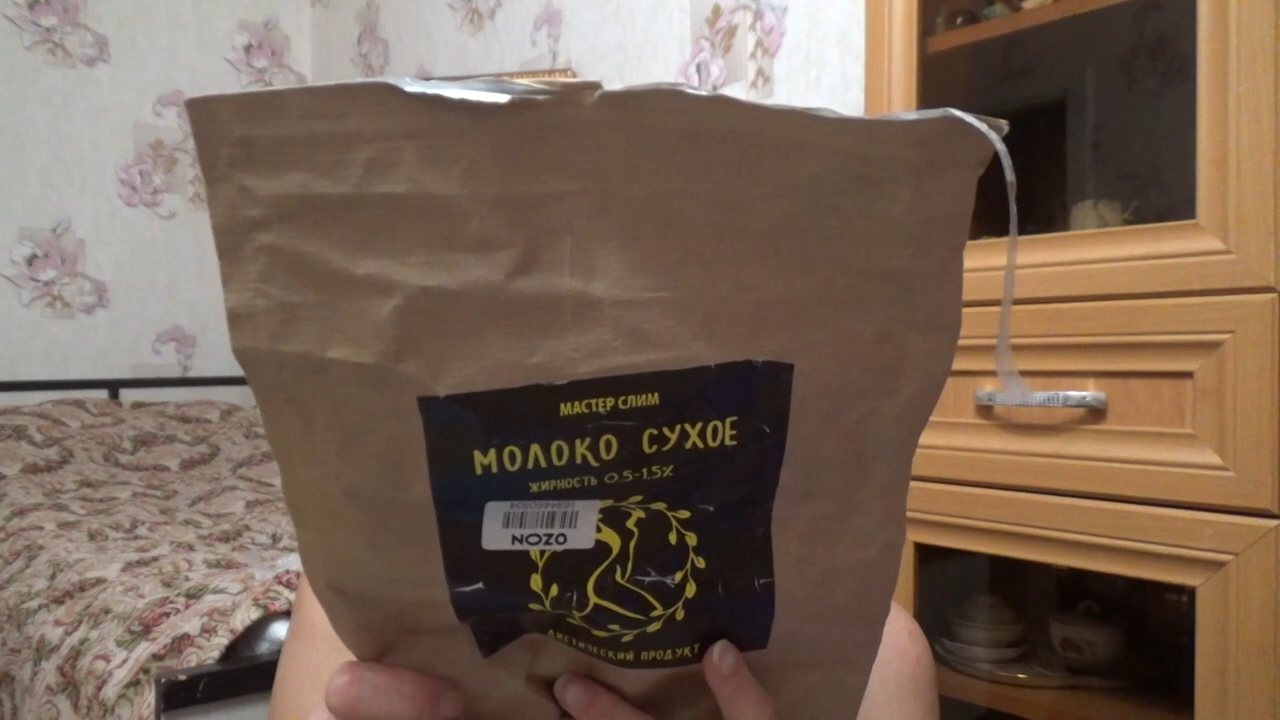 МАСТЕР СЛИМ
МОЛОКО СУХОЕ
ЖИРНОСТЬ 0,5-1,5%
OZON
ДИЕТИЧЕСКИЙ ПРОДУКТ